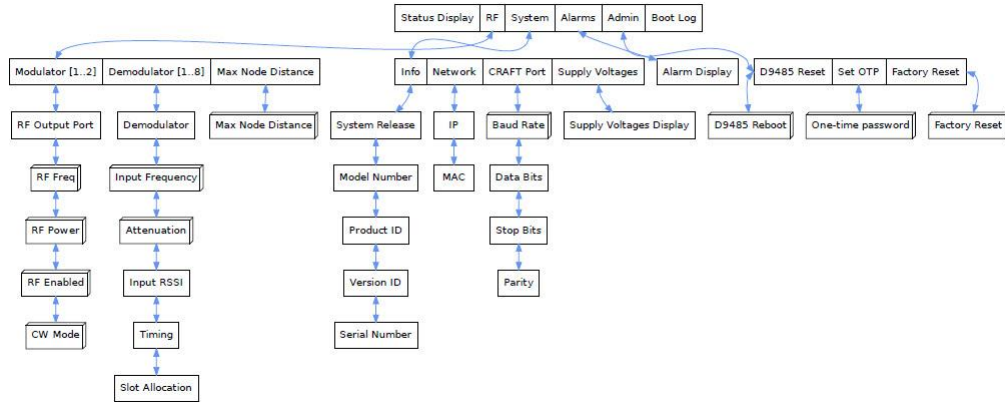 Status Display RF System Alarms Admin Boot Log
Modulator [1..2] Demodulator [1..8] Max Node Distance Info Network CRAFT Port Supply Voltages Alarm Display D9485 Reset Set OTP Factory Reset
RF Output Port Demodulator Max Node Distance System Release IP Baud Rate Supply Voltages Display D9485 Reboot One-time password Factory Reset
RF Freq Input Frequency Model Number MAC Data Bits
RF Power Attenuation Product ID Stop Bits
RF Enabled Input RSSI Version ID Parity
CW Mode Timing Serial Number
Slot Allocation